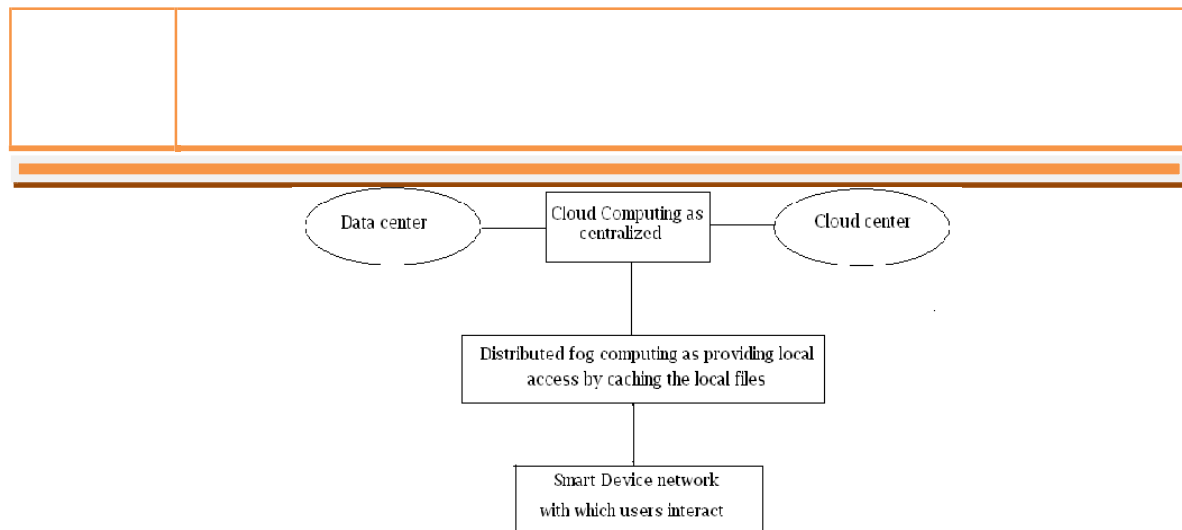 Data center
Cloud Computing as
centralized
Cloud center
Distributed fog computing as providing local
access by caching the local files
Smart Device network
with which users interact